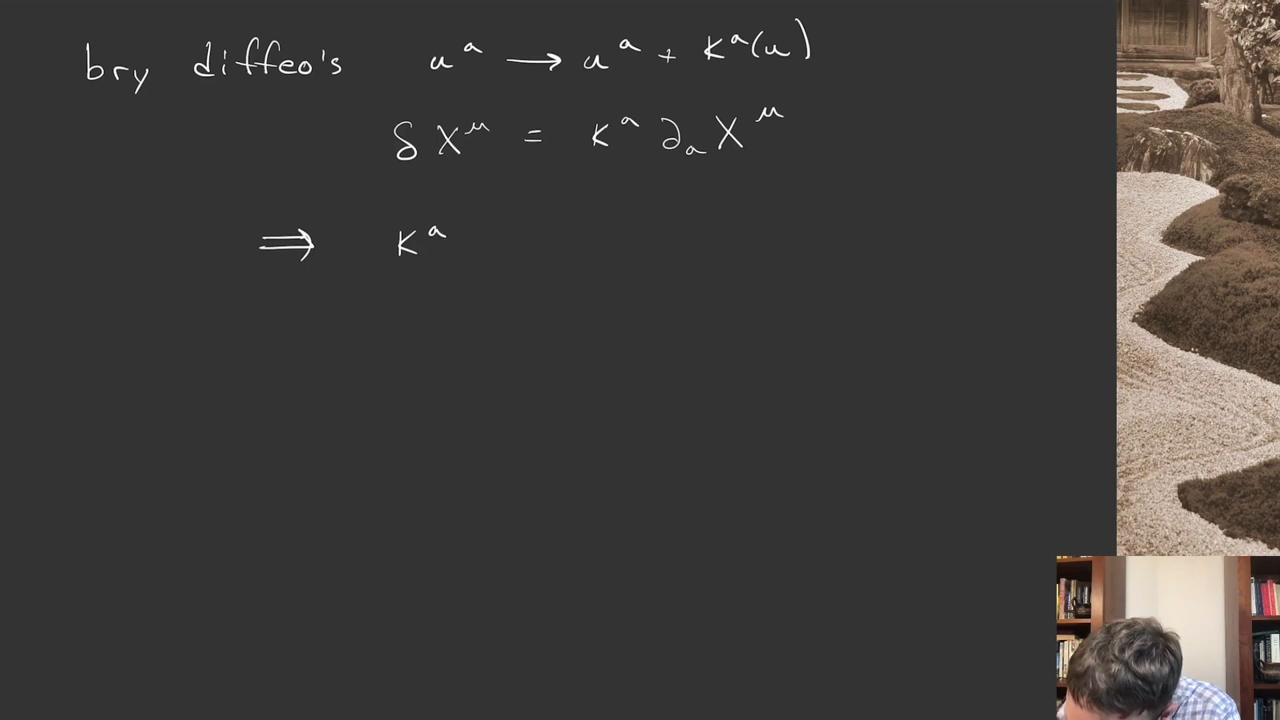 bry diffeo's u^a → u^a + κ^a(u)
δ X^μ = κ^a ∂_a X^μ
⇒ κ^a